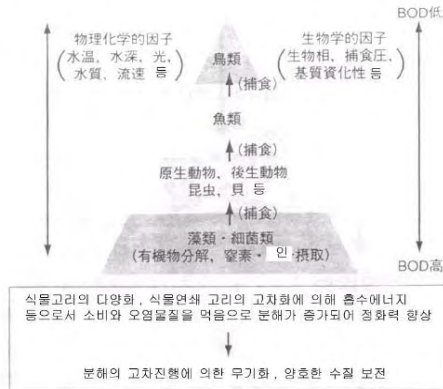 BOD低
物理化学的因子
(水温, 水深, 光,
水質, 流速 등)
生物学的因子
(生物相, 捕食圧,
基質資化性 등)
鳥類
(捕食)
魚類
(捕食)
原生動物, 後生動物
昆虫, 貝 등
(捕食)
藻類・細菌類
(有機物分解, 窒素・인 摂取)
BOD高
식물고리의 다양화, 식물연쇄 고리의 고차화에 의해 흡수에너지
등으로서 소비와 오염물질을 먹음으로 분해가 증가되어 정화력 향상
분해의 고차진행에 의한 무기화, 양호한 수질 보전